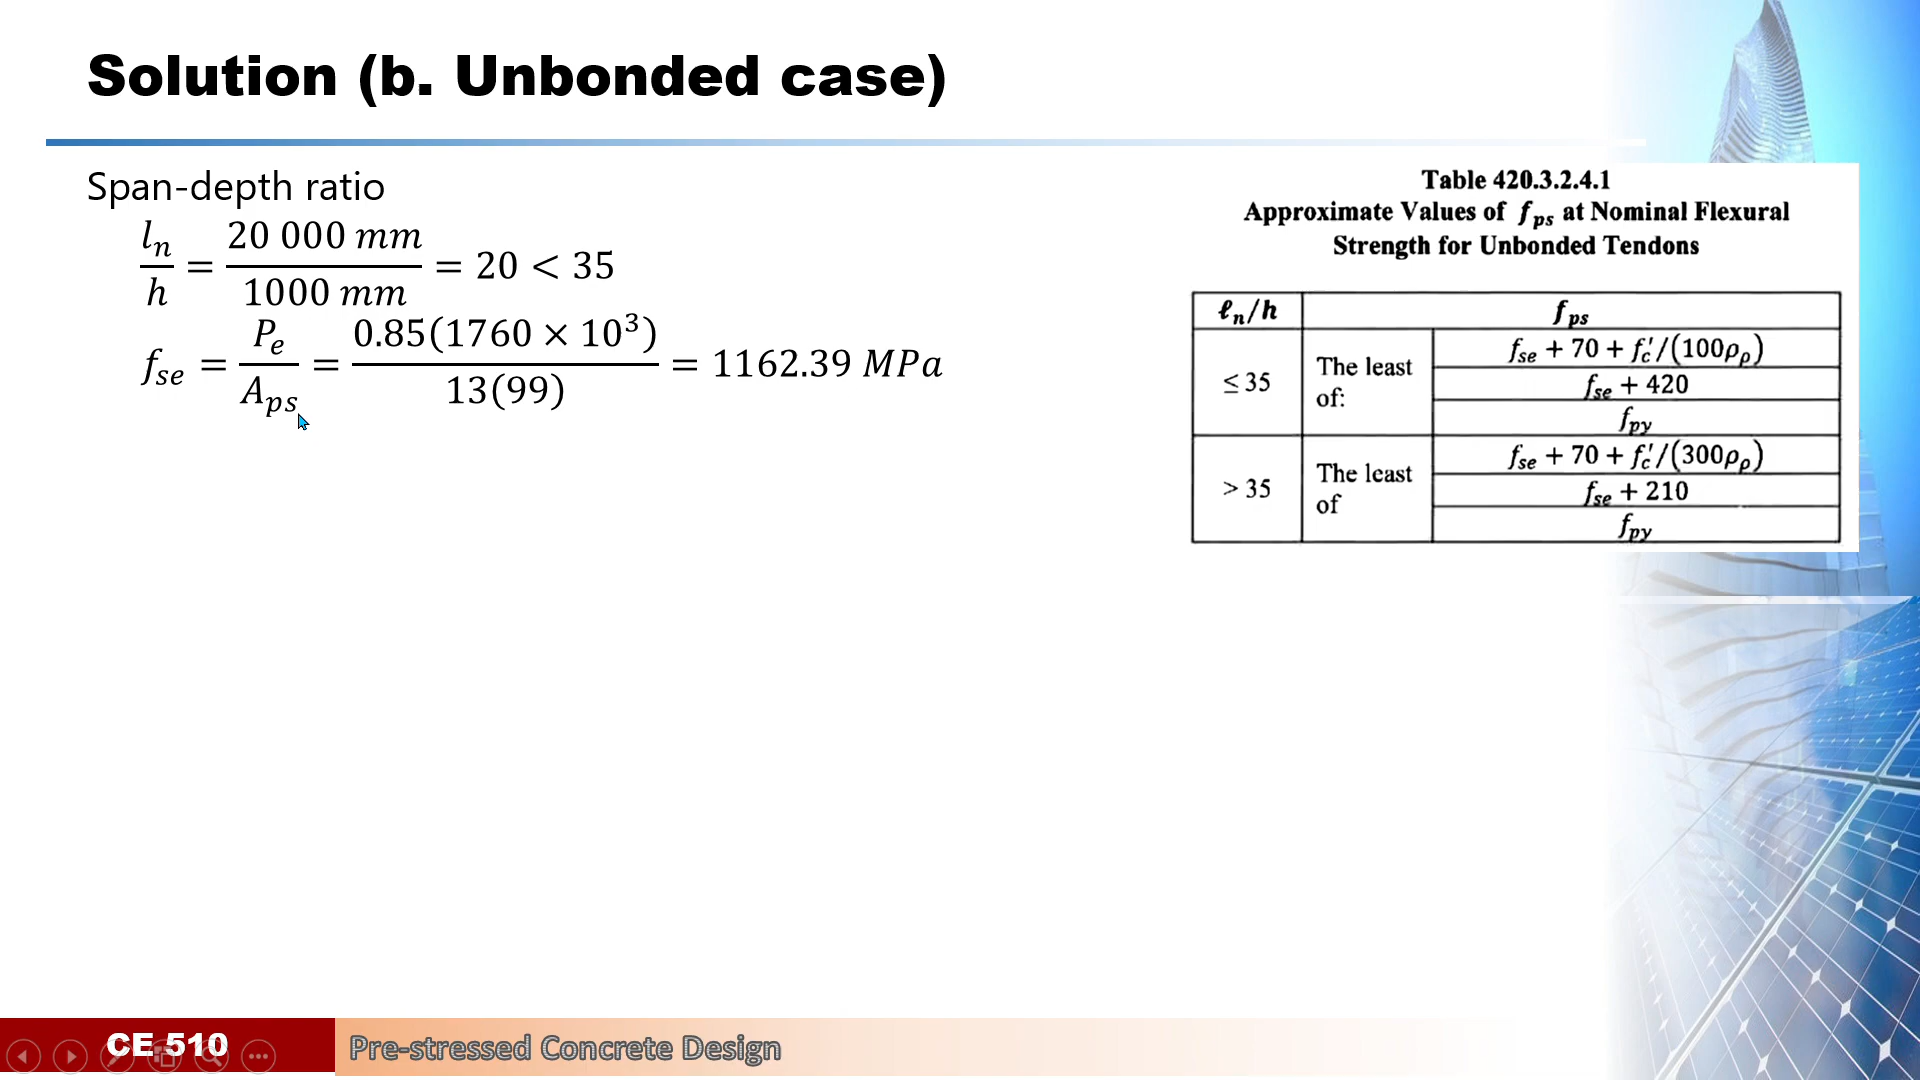 Solution (b. Unbonded case)
Span-depth ratio
l_n/h = 20 000 mm/1000 mm = 20 < 35
f_se = P_e/A_ps = 0.85(1760 × 10³)/13(99) = 1162.39 MPa
Table 420.3.2.4.1
Approximate Values of f_ps at Nominal Flexural
Strength for Unbonded Tendons
ℓ_n/h f_ps
≤ 35 The least of: f_se + 70 + f_c′/(100ρ_ρ)
f_se + 420
f_py
> 35 The least of f_se + 70 + f_c′/(300ρ_ρ)
f_se + 210
f_py
CE 510 Pre-stressed Concrete Design